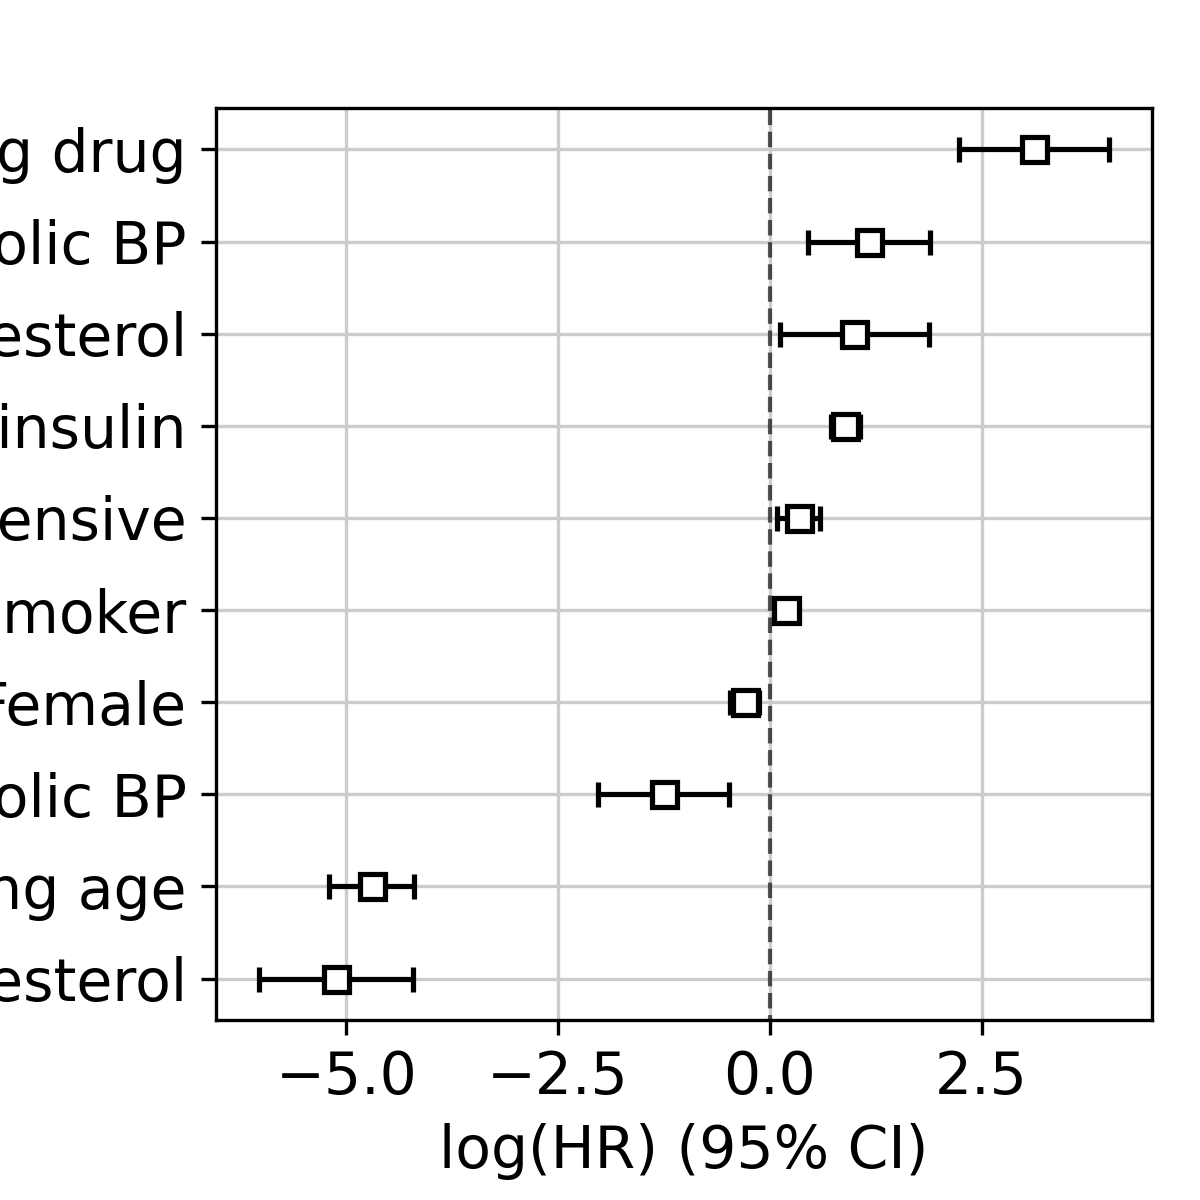 g drug
olic BP
esterol
insulin
ensive
moker
Female
olic BP
ng age
esterol
−5.0 −2.5 0.0 2.5
log(HR) (95% CI)